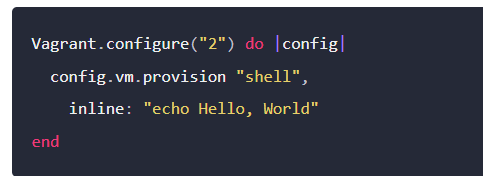 Vagrant.configure("2") do |config|
  config.vm.provision "shell",
    inline: "echo Hello, World"
end